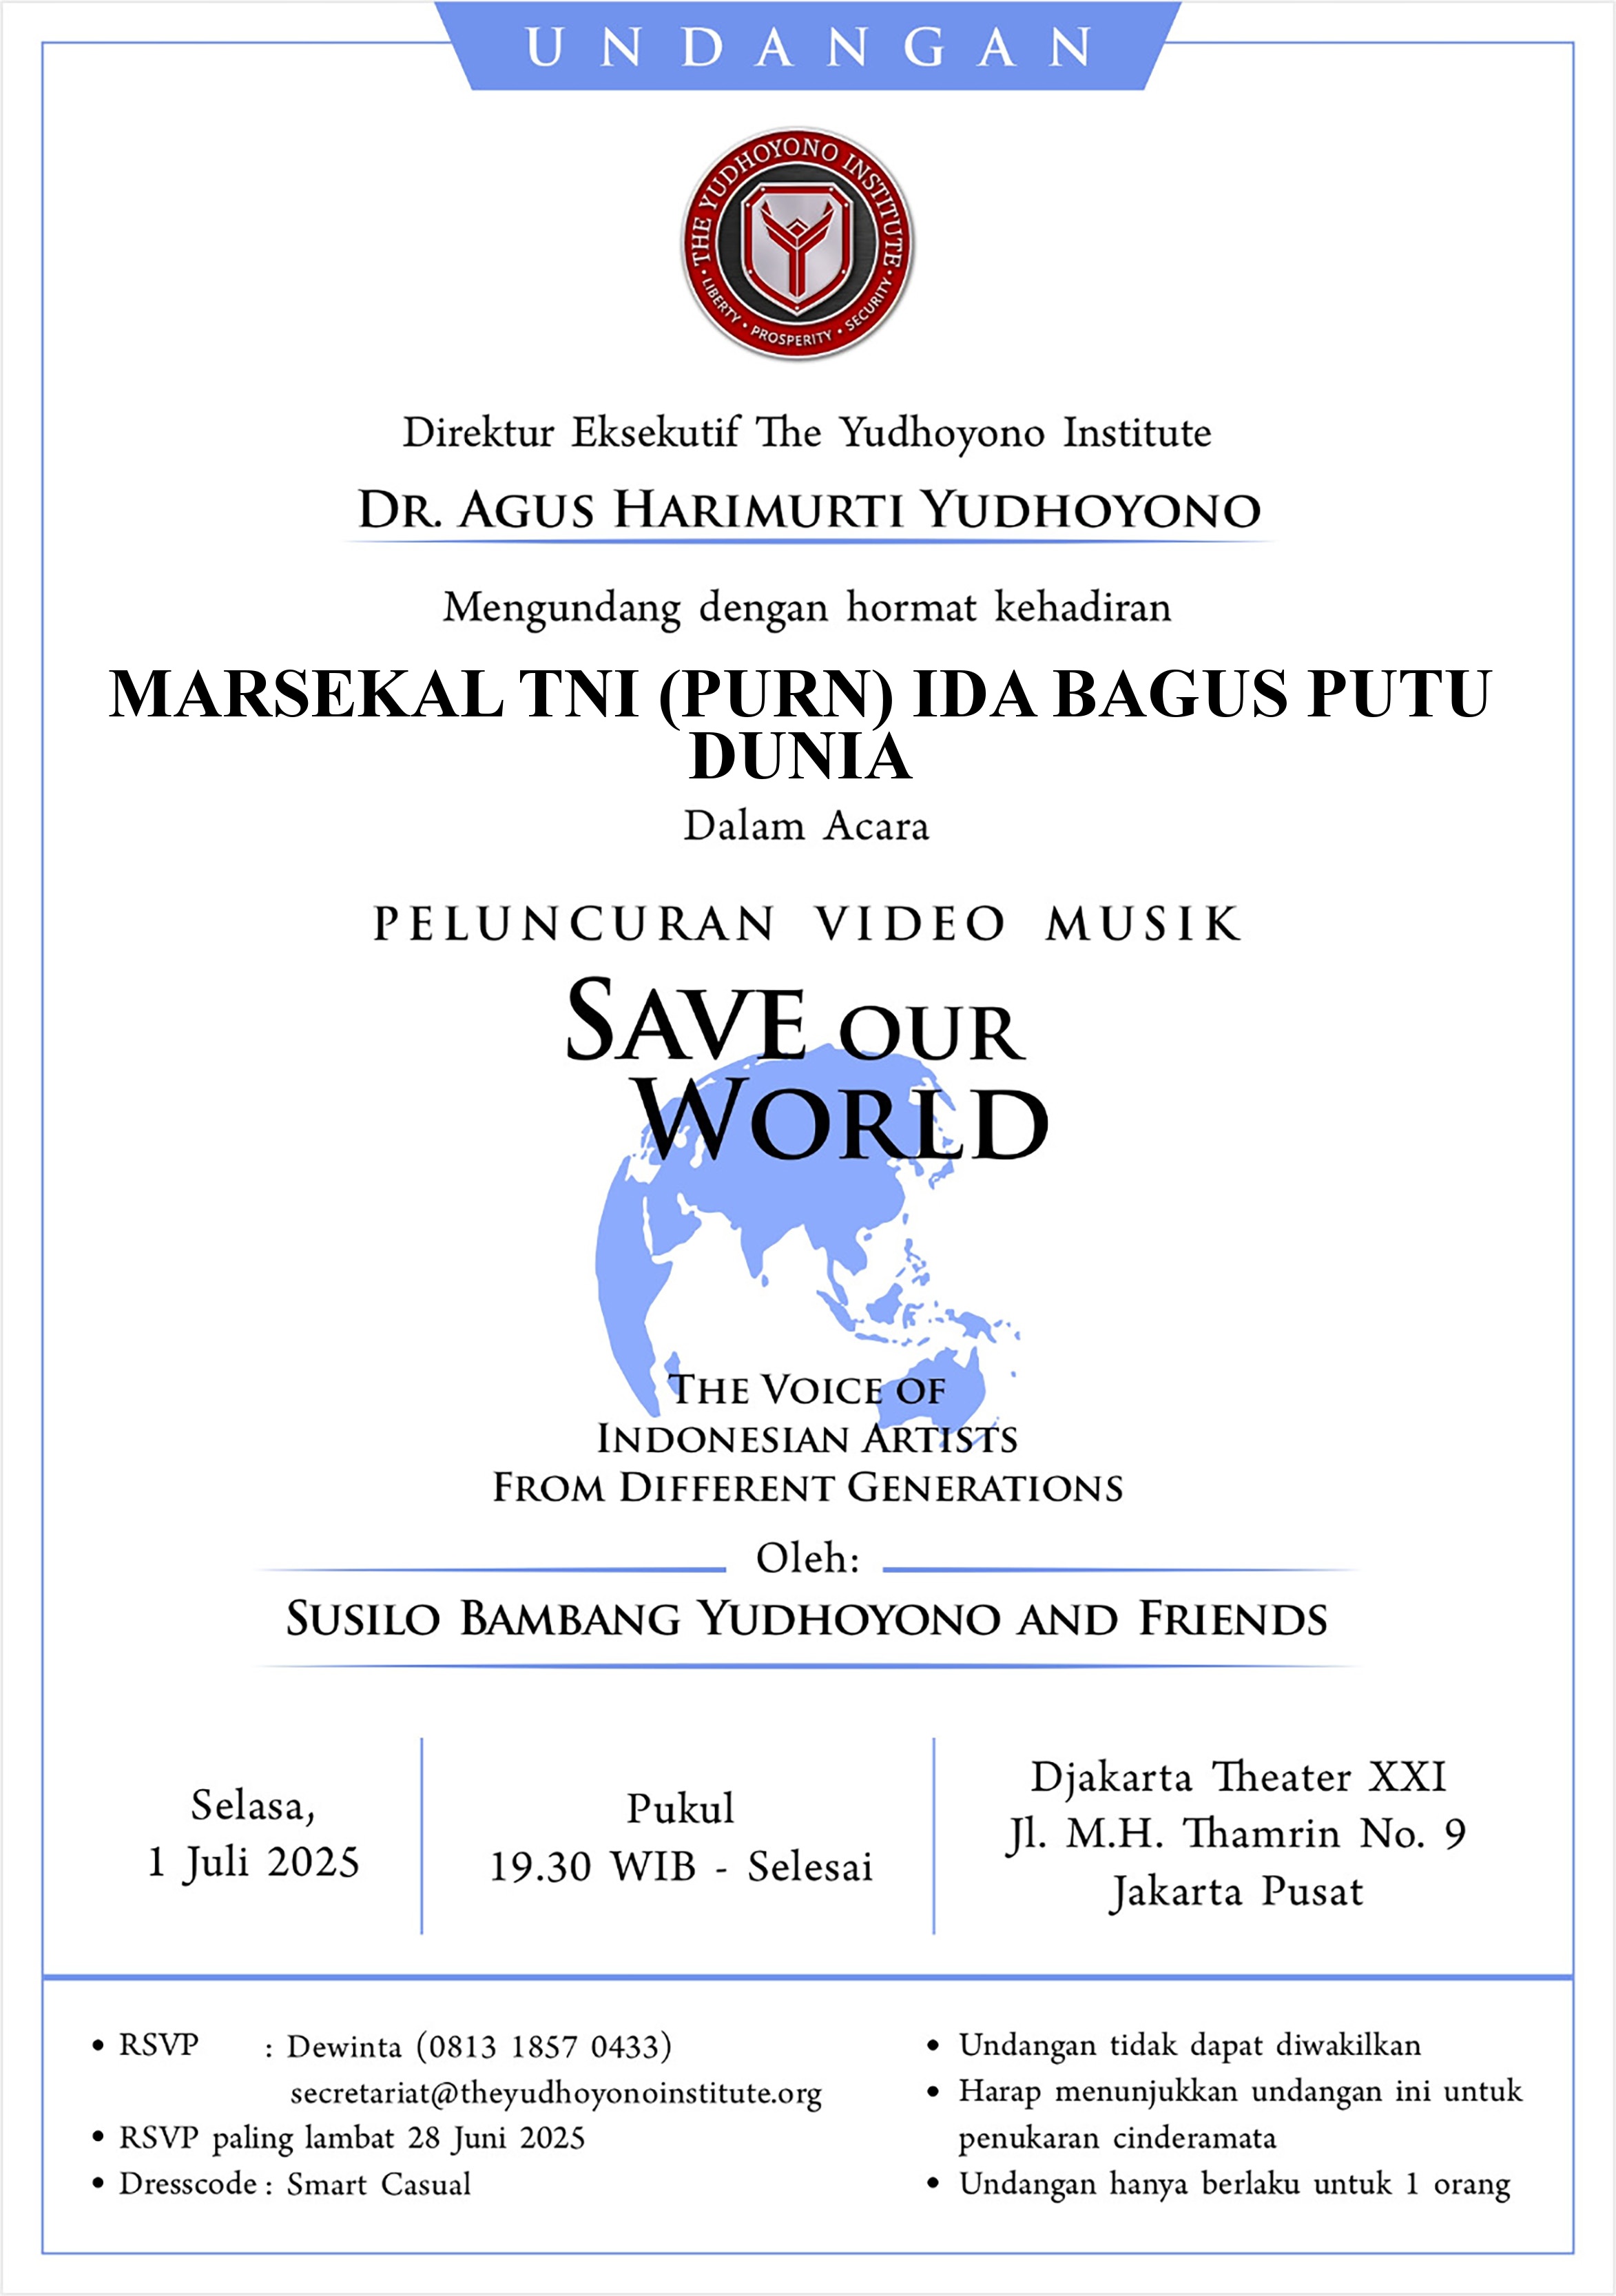 UNDANGAN
THE YUDHOYONO INSTITUTE
• LIBERTY • PROSPERITY • SECURITY •
Direktur Eksekutif The Yudhoyono Institute
DR. AGUS HARIMURTI YUDHOYONO
Mengundang dengan hormat kehadiran
MARSEKAL TNI (PURN) IDA BAGUS PUTU
DUNIA
Dalam Acara
PELUNCURAN VIDEO MUSIK
SAVE OUR
WORLD
THE VOICE OF
INDONESIAN ARTISTS
FROM DIFFERENT GENERATIONS
Oleh:
SUSILO BAMBANG YUDHOYONO AND FRIENDS
Selasa,
1 Juli 2025
Pukul
19.30 WIB - Selesai
Djakarta Theater XXI
Jl. M.H. Thamrin No. 9
Jakarta Pusat
• RSVP : Dewinta (0813 1857 0433)
secretariat@theyudhoyonoinstitute.org
• RSVP paling lambat 28 Juni 2025
• Dresscode : Smart Casual
• Undangan tidak dapat diwakilkan
• Harap menunjukkan undangan ini untuk
penukaran cinderamata
• Undangan hanya berlaku untuk 1 orang